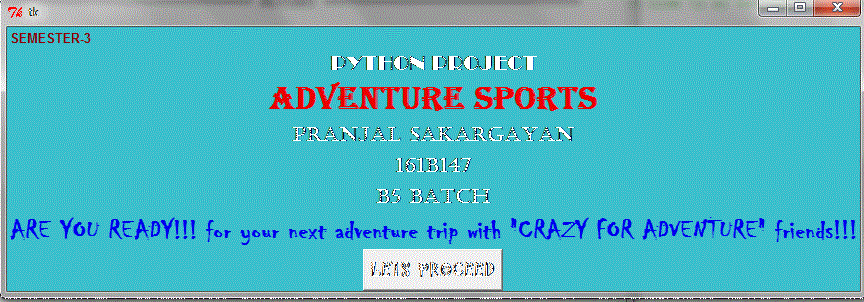 tk
SEMESTER-3
PYTHON PROJECT
ADVENTURE SPORTS
PRANJAL SAKARGAYAN
161B147
B5 BATCH
ARE YOU READY!!! for your next adventure trip with "CRAZY FOR ADVENTURE" friends!!!
LETS PROCEED